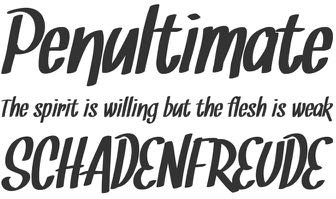 Penultimate
The spirit is willing but the flesh is weak
SCHADENFREUDE